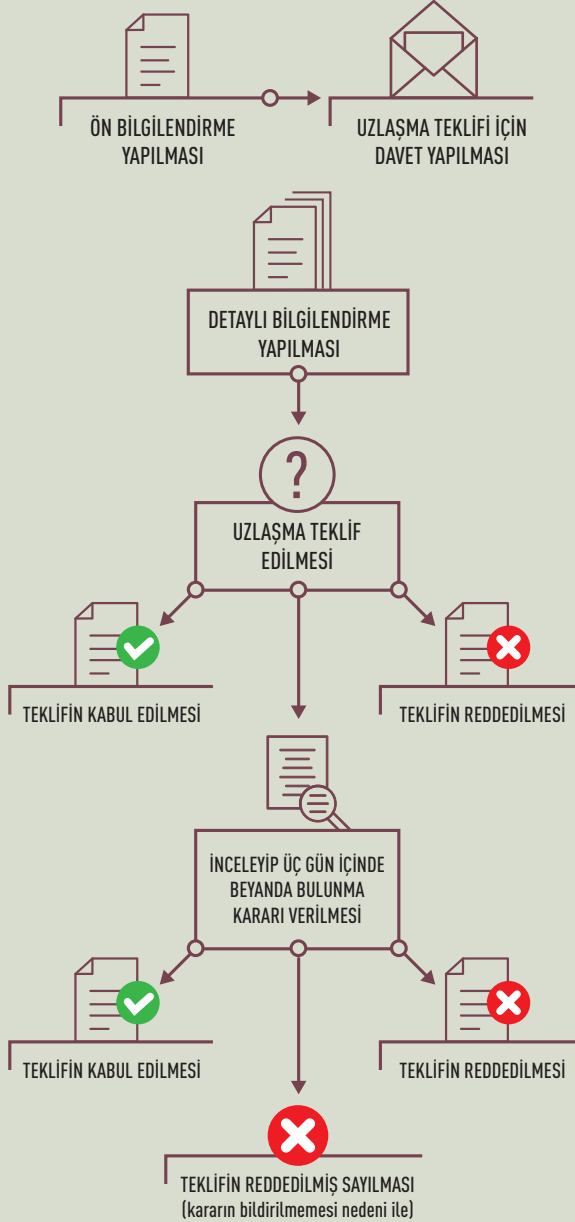 ÖN BİLGİLENDİRME
YAPILMASI
UZLAŞMA TEKLİFİ İÇİN
DAVET YAPILMASI
DETAYLI BİLGİLENDİRME
YAPILMASI
?
UZLAŞMA TEKLİF
EDİLMESİ
TEKLİFİN KABUL EDİLMESİ
TEKLİFİN REDDEDİLMESİ
İNCELEYİP ÜÇ GÜN İÇİNDE
BEYANDA BULUNMA
KARARI VERİLMESİ
TEKLİFİN KABUL EDİLMESİ
TEKLİFİN REDDEDİLMESİ
TEKLİFİN REDDEDİLMİŞ SAYILMASI
(kararın bildirilmemesi nedeni ile)